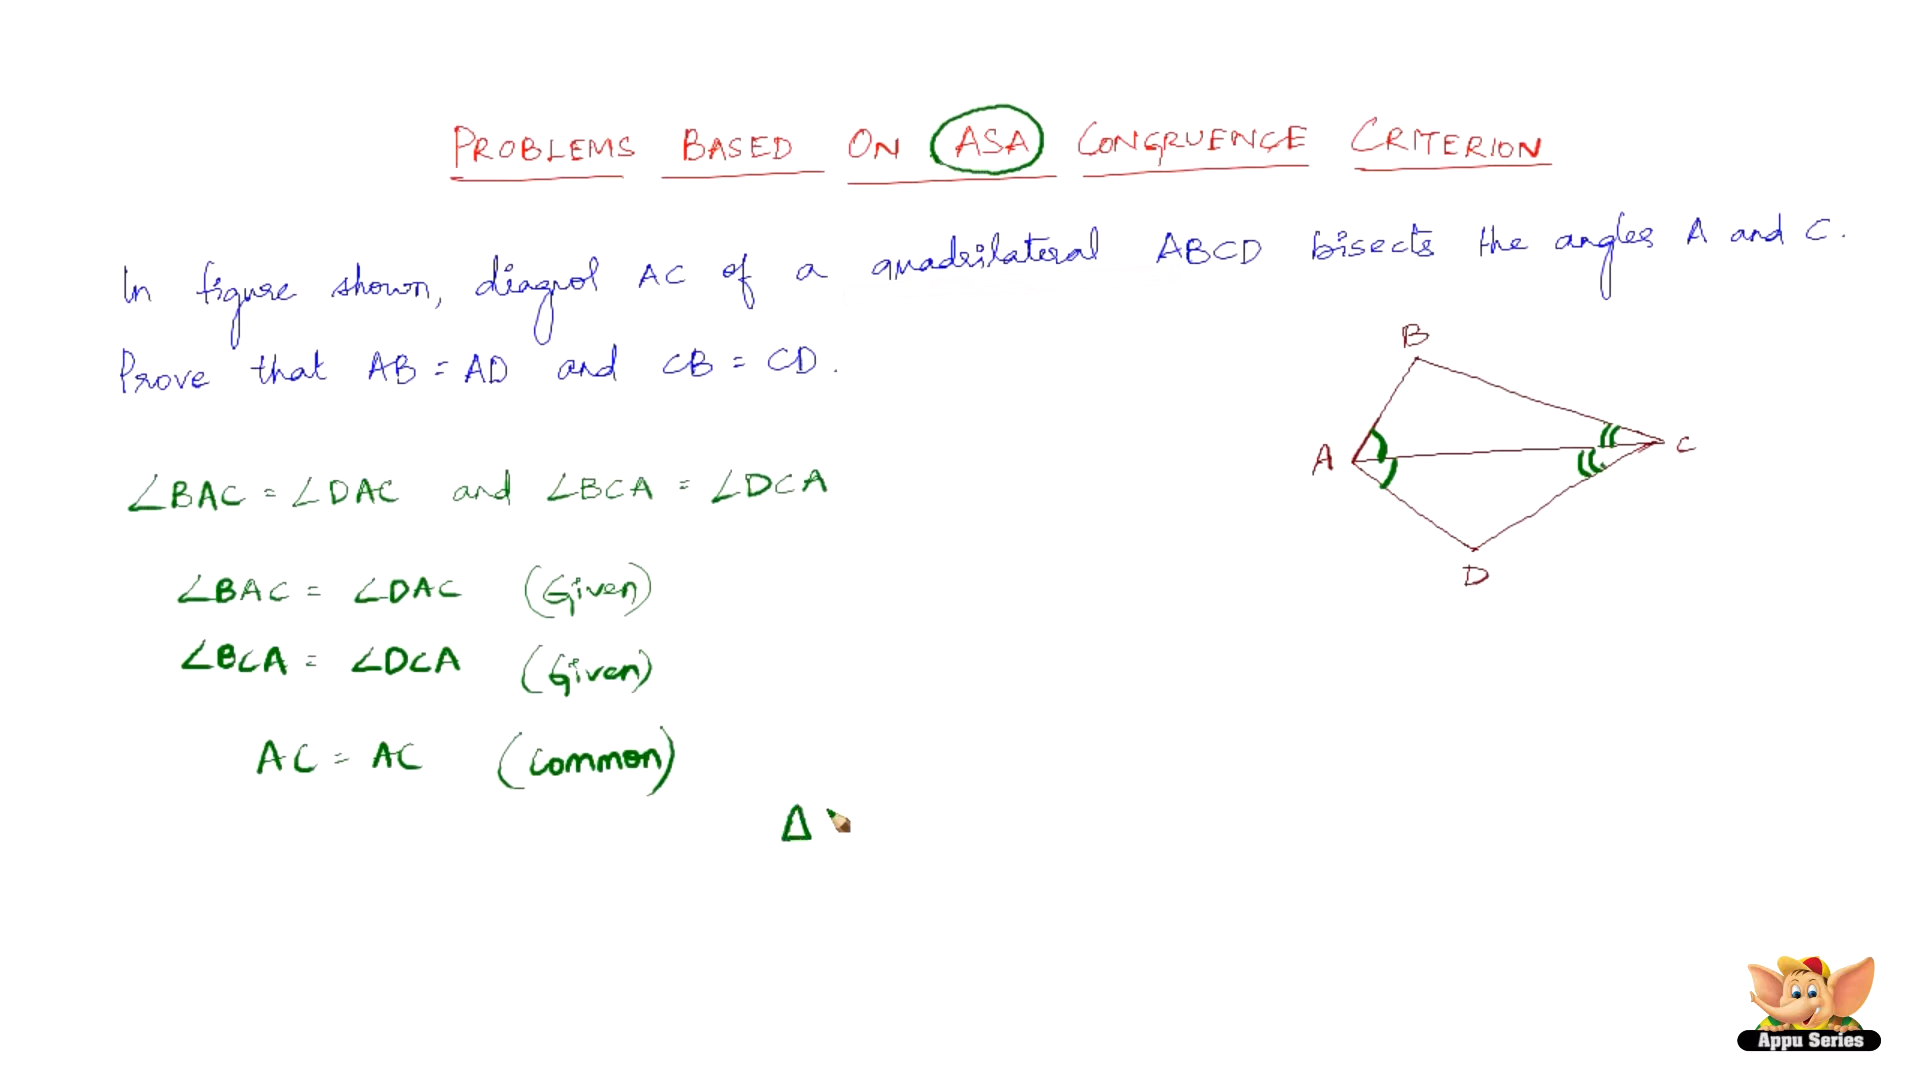 PROBLEMS BASED ON ASA CONGRUENCE CRITERION
In figure shown, diagnol AC of a quadrilateral ABCD bisects the angles A and C.
Prove that AB = AD and CB = CD.
B
A
C
D
∠BAC = ∠DAC and ∠BCA = ∠DCA
∠BAC = ∠DAC (Given)
∠BCA = ∠DCA (Given)
AC = AC (Common)
Δ
Appu Series